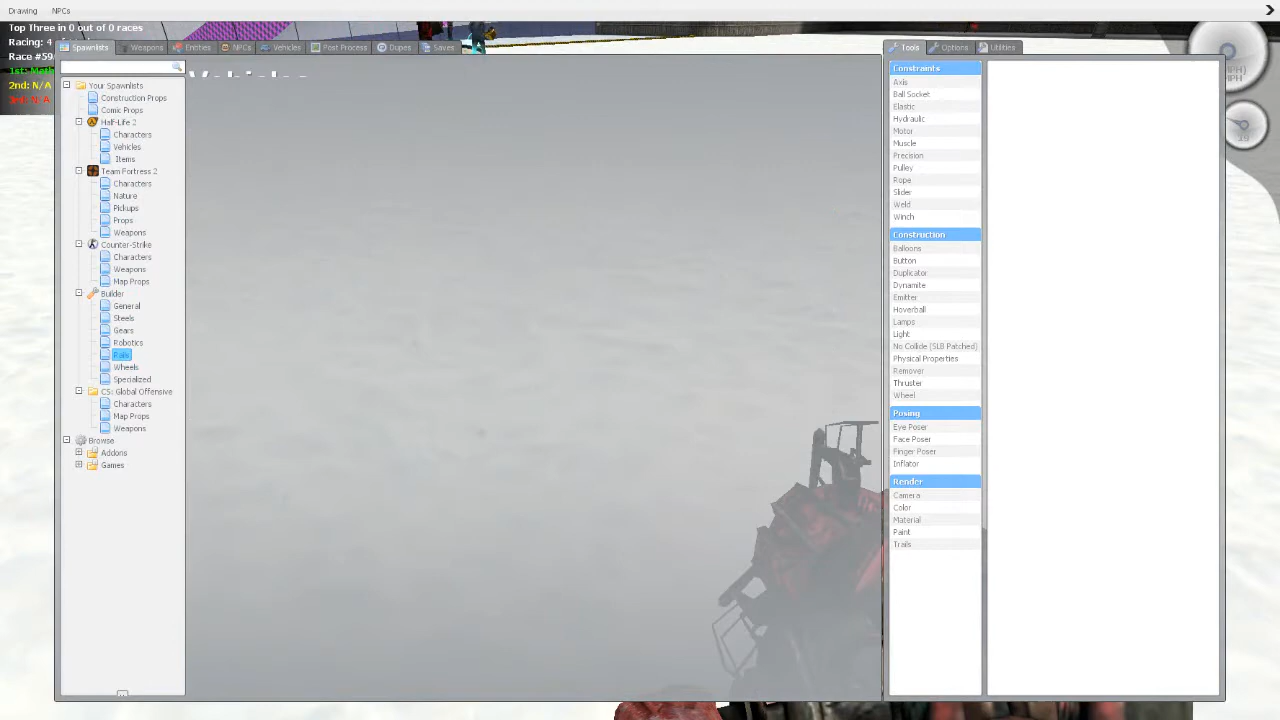 Drawing NPCs
Top Three in 0 out of 0 races
Racing: 4
Spawnlists Weapons Entities NPCs Vehicles Post Process Dupes Saves Tools Options Utilities
Race #59
1st:
2nd: N/A
N/A
Your Spawnlists
Construction Props
Comic Props
Half-Life 2
Characters
Vehicles
Items
Team Fortress 2
Characters
Nature
Pickups
Props
Weapons
Counter-Strike
Characters
Weapons
Map Props
Builder
General
Steels
Gears
Robotics
Rails
Wheels
Specialized
CS: Global Offensive
Characters
Map Props
Weapons
Browse
Addons
Games
Constraints
Axis
Ball Socket
Elastic
Hydraulic
Motor
Muscle
Precision
Pulley
Rope
Slider
Weld
Winch
Construction
Balloons
Button
Duplicator
Dynamite
Emitter
Hoverball
Lamps
Light
No Collide (SLB Patched)
Physical Properties
Remover
Thruster
Wheel
Posing
Eye Poser
Face Poser
Finger Poser
Inflator
Render
Camera
Color
Material
Paint
Trails